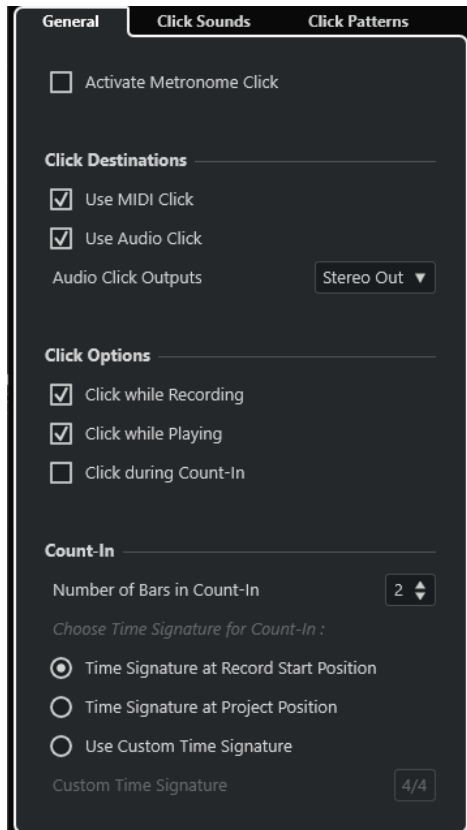 General Click Sounds Click Patterns
Activate Metronome Click
Click Destinations
Use MIDI Click
Use Audio Click
Audio Click Outputs Stereo Out
Click Options
Click while Recording
Click while Playing
Click during Count-In
Count-In
Number of Bars in Count-In 2
Choose Time Signature for Count-In :
Time Signature at Record Start Position
Time Signature at Project Position
Use Custom Time Signature
Custom Time Signature 4/4